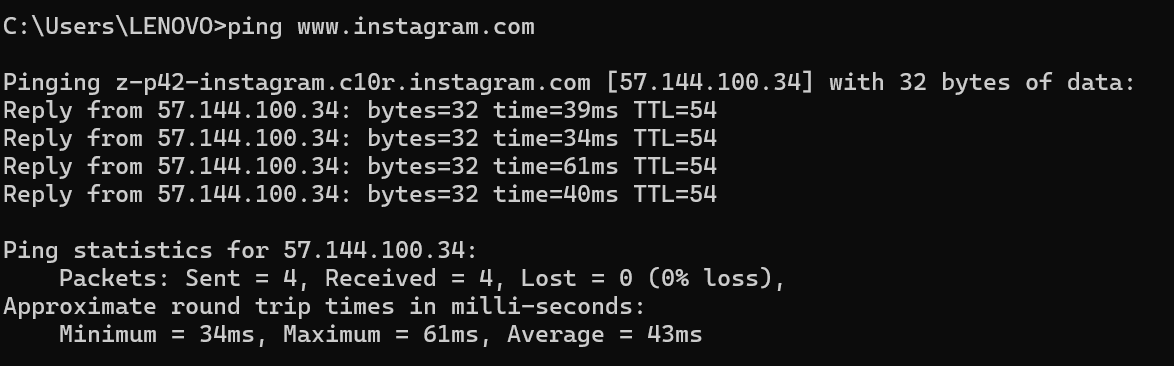 C:\Users\LENOVO>ping www.instagram.com
Pinging z-p42-instagram.c10r.instagram.com [57.144.100.34] with 32 bytes of data:
Reply from 57.144.100.34: bytes=32 time=39ms TTL=54
Reply from 57.144.100.34: bytes=32 time=34ms TTL=54
Reply from 57.144.100.34: bytes=32 time=61ms TTL=54
Reply from 57.144.100.34: bytes=32 time=40ms TTL=54
Ping statistics for 57.144.100.34:
    Packets: Sent = 4, Received = 4, Lost = 0 (0% loss),
Approximate round trip times in milli-seconds:
    Minimum = 34ms, Maximum = 61ms, Average = 43ms